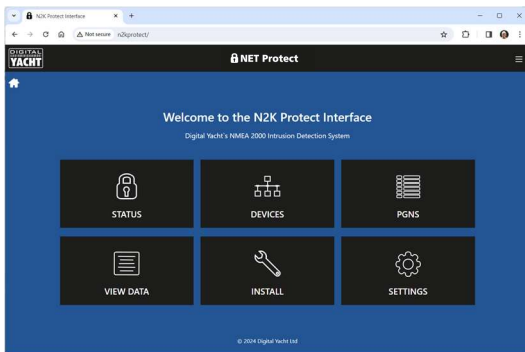 N2K Protect Interface
Not secure n2kprotect/
DIGITAL
YACHT
NET Protect
Welcome to the N2K Protect Interface
Digital Yacht's NMEA 2000 Intrusion Detection System
STATUS
DEVICES
PGNS
VIEW DATA
INSTALL
SETTINGS
© 2024 Digital Yacht Ltd